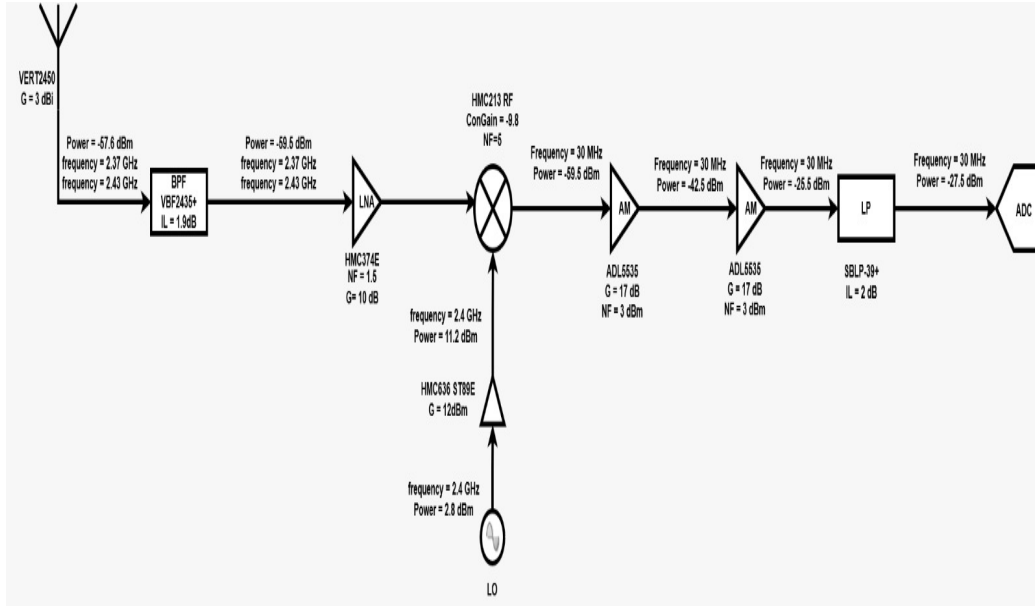 VERT2450
G = 3 dBi
Power = -57.6 dBm
frequency = 2.37 GHz
frequency = 2.43 GHz
BPF
VBF2435+
IL = 1.9dB
Power = -59.5 dBm
frequency = 2.37 GHz
frequency = 2.43 GHz
LNA
HMC374E
NF = 1.5
G= 10 dB
HMC213 RF
ConGain = -9.8
NF=5
frequency = 2.4 GHz
Power = 11.2 dBm
HMC636 ST89E
G = 12dBm
frequency = 2.4 GHz
Power = 2.8 dBm
LO
Frequency = 30 MHz
Power = -59.5 dBm
AM
ADL5535
G = 17 dB
NF = 3 dBm
Frequency = 30 MHz
Power = -42.5 dBm
AM
ADL5535
G = 17 dB
NF = 3 dBm
Frequency = 30 MHz
Power = -25.5 dBm
LP
SBLP-39+
IL = 2 dB
Frequency = 30 MHz
Power = -27.5 dBm
ADC